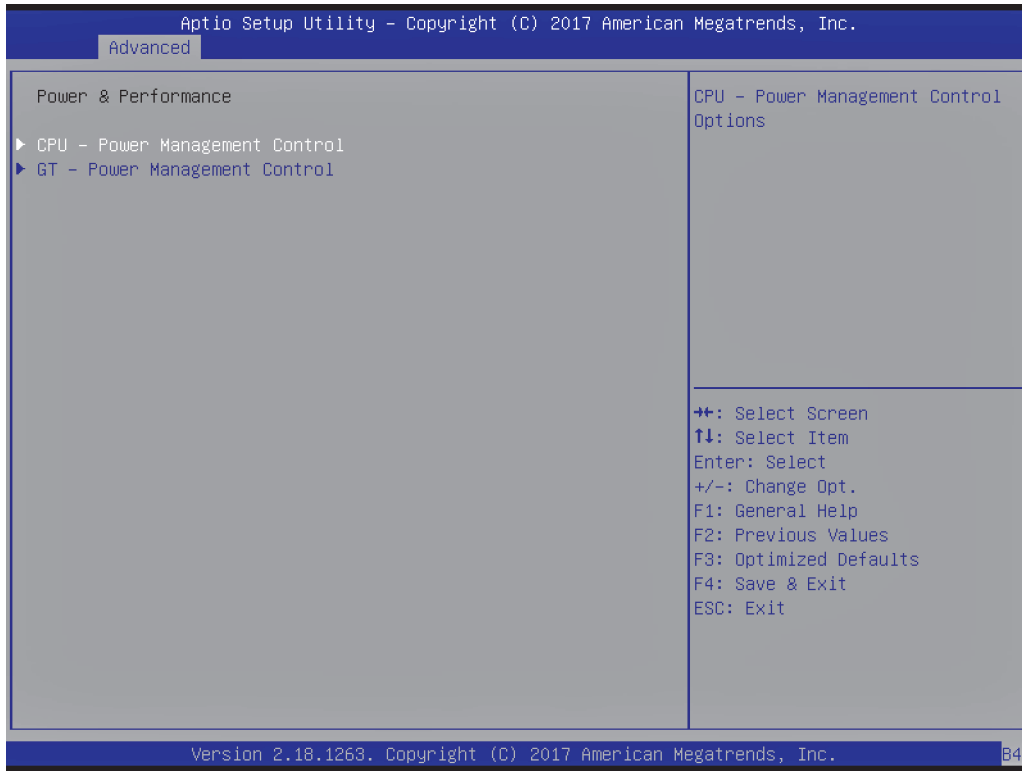 Aptio Setup Utility – Copyright (C) 2017 American Megatrends, Inc.
Advanced
Power & Performance
▶ CPU – Power Management Control
▶ GT – Power Management Control
CPU – Power Management Control
Options
→←: Select Screen
↑↓: Select Item
Enter: Select
+/-: Change Opt.
F1: General Help
F2: Previous Values
F3: Optimized Defaults
F4: Save & Exit
ESC: Exit
Version 2.18.1263. Copyright (C) 2017 American Megatrends, Inc.
B4